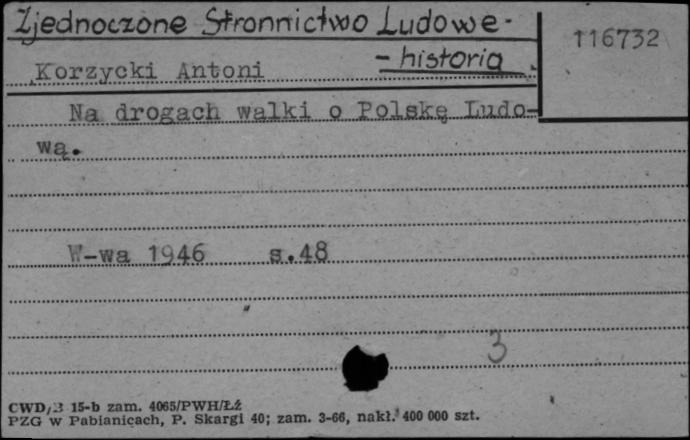 Zjednoczone Stronnictwo Ludowe -
- historia
116732
Korzycki Antoni
Na drogach walki o Polskę Ludo-
wą.
W-wa 1946 s.48
3
CWD/3 15-b zam. 4065/PWH/Łź
PZG w Pabianicach, P. Skargi 40; zam. 3-66, nakł. 400 000 szt.